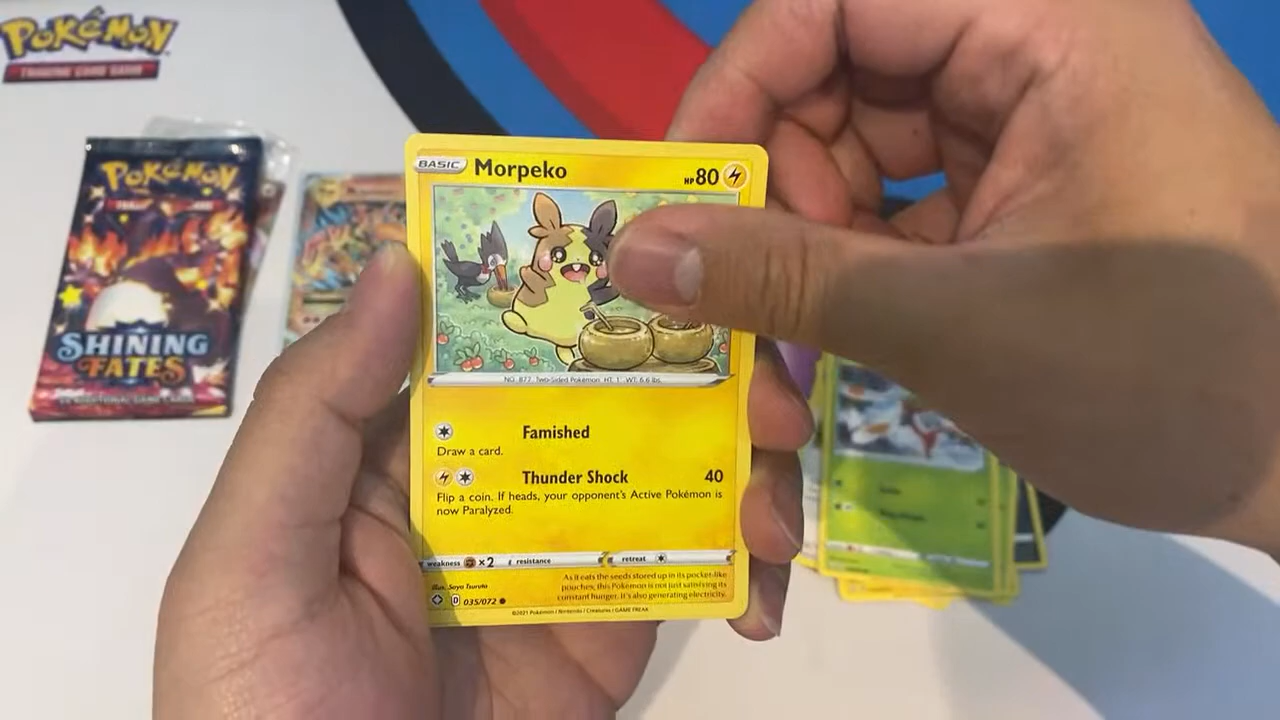 POKÉMON
TRADING CARD GAME
POKÉMON
SHINING
FATES
BASIC
Morpeko
HP 80
NO. 877 Two-Sided Pokémon HT: 1' WT: 6.6 lbs.
Famished
Draw a card.
Thunder Shock 40
Flip a coin. If heads, your opponent's Active Pokémon is
now Paralyzed.
weakness ×2 resistance retreat
As it eats the seeds stored up in its pocket-like
pouches, this Pokémon is not just satisfying its
constant hunger. It's also generating electricity.
Illus. Saya Tsuruta
D 035/072
©2021 Pokémon / Nintendo / Creatures / GAME FREAK